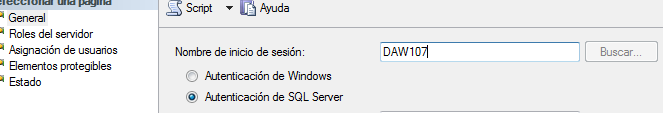 Seleccionar una página
General
Roles del servidor
Asignación de usuarios
Elementos protegibles
Estado
Script Ayuda
Nombre de inicio de sesión: DAW107 Buscar...
Autenticación de Windows
Autenticación de SQL Server